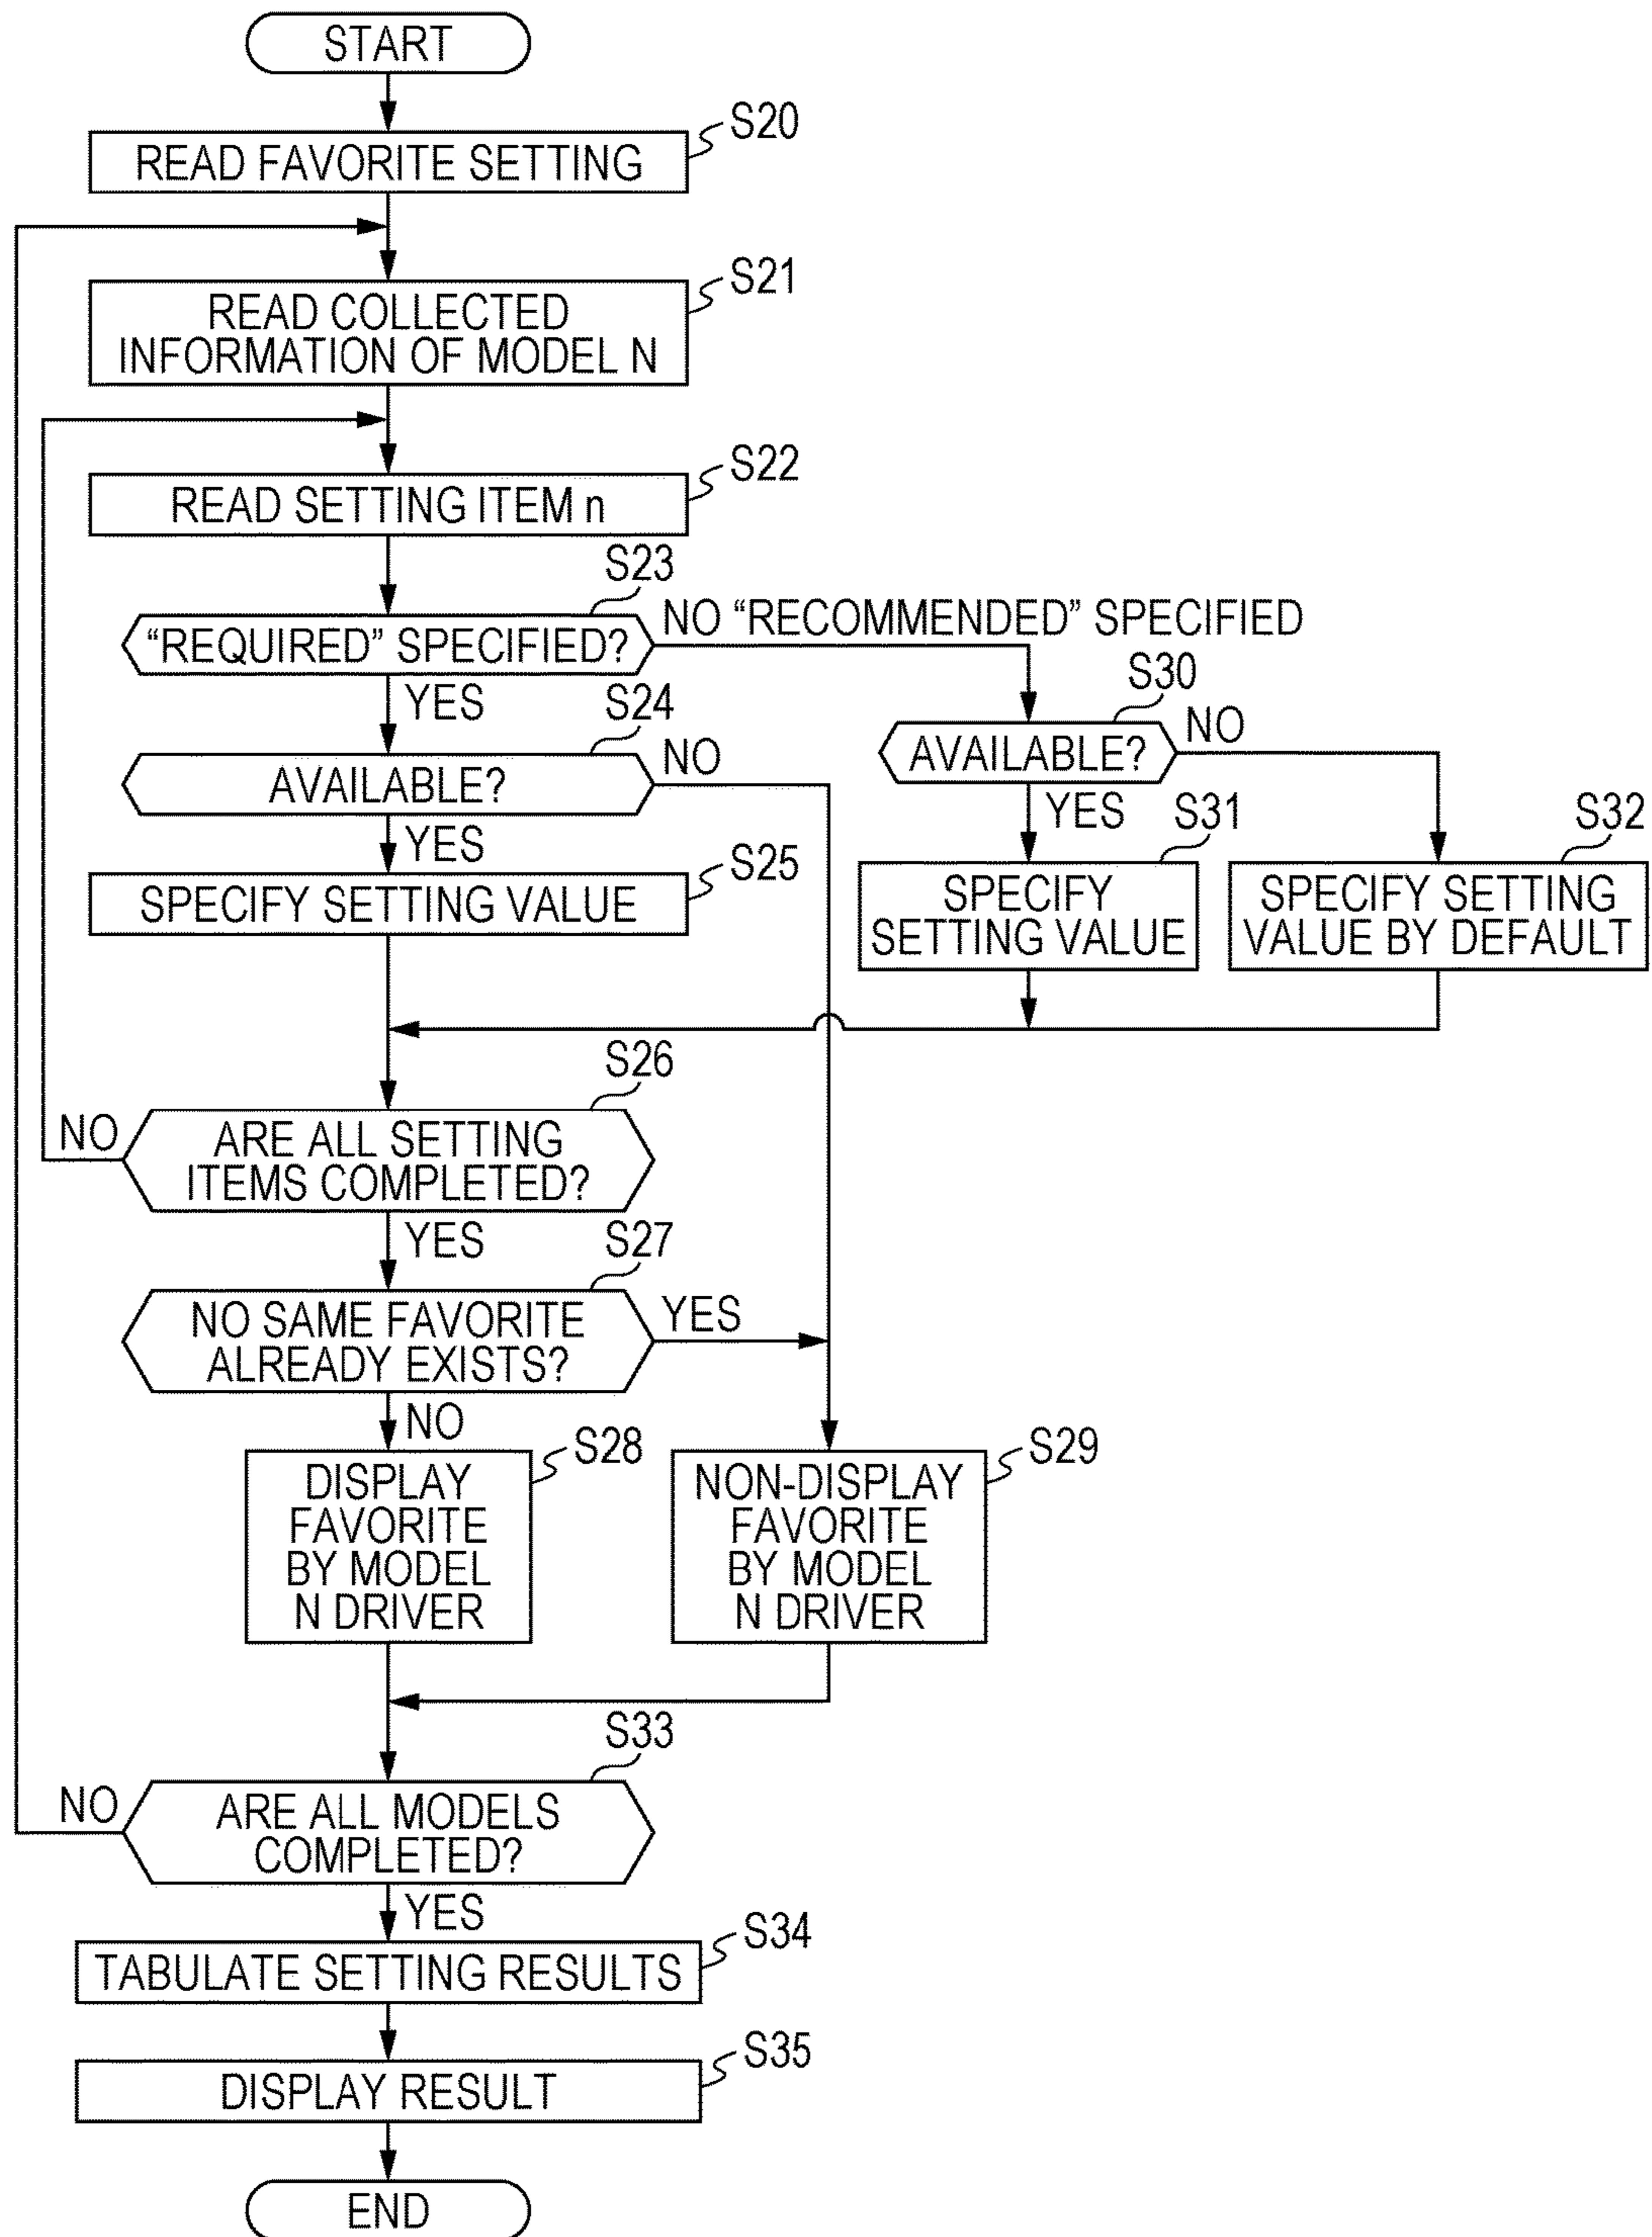 START
S20
READ FAVORITE SETTING
S21
READ COLLECTED
INFORMATION OF MODEL N
S22
READ SETTING ITEM n
S23
"REQUIRED" SPECIFIED?
NO "RECOMMENDED" SPECIFIED
YES
S24
AVAILABLE?
NO
S30
AVAILABLE?
NO
YES
S25
SPECIFY SETTING VALUE
YES
S31
SPECIFY
SETTING VALUE
S32
SPECIFY SETTING
VALUE BY DEFAULT
S26
NO
ARE ALL SETTING
ITEMS COMPLETED?
YES
S27
NO SAME FAVORITE
ALREADY EXISTS?
YES
NO
S28
DISPLAY
FAVORITE
BY MODEL
N DRIVER
S29
NON-DISPLAY
FAVORITE
BY MODEL
N DRIVER
S33
NO
ARE ALL MODELS
COMPLETED?
YES
S34
TABULATE SETTING RESULTS
S35
DISPLAY RESULT
END